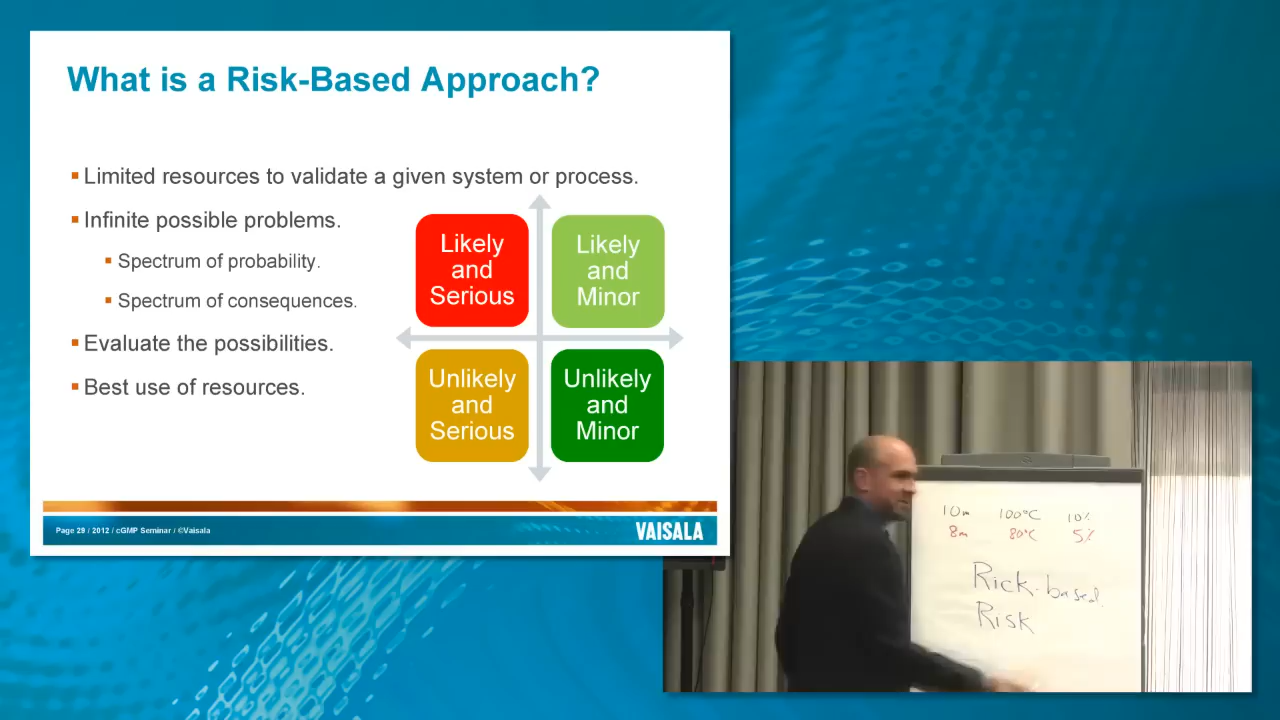 What is a Risk-Based Approach?
▪ Limited resources to validate a given system or process.
▪ Infinite possible problems.
▪ Spectrum of probability.
▪ Spectrum of consequences.
▪ Evaluate the possibilities.
▪ Best use of resources.
Likely
and
Serious
Likely
and
Minor
Unlikely
and
Serious
Unlikely
and
Minor
Page 29 / 2012 / cGMP Seminar / ©Vaisala
VAISALA
10m 100°C 10%
8m 80°C 5%
Rick-based
Risk